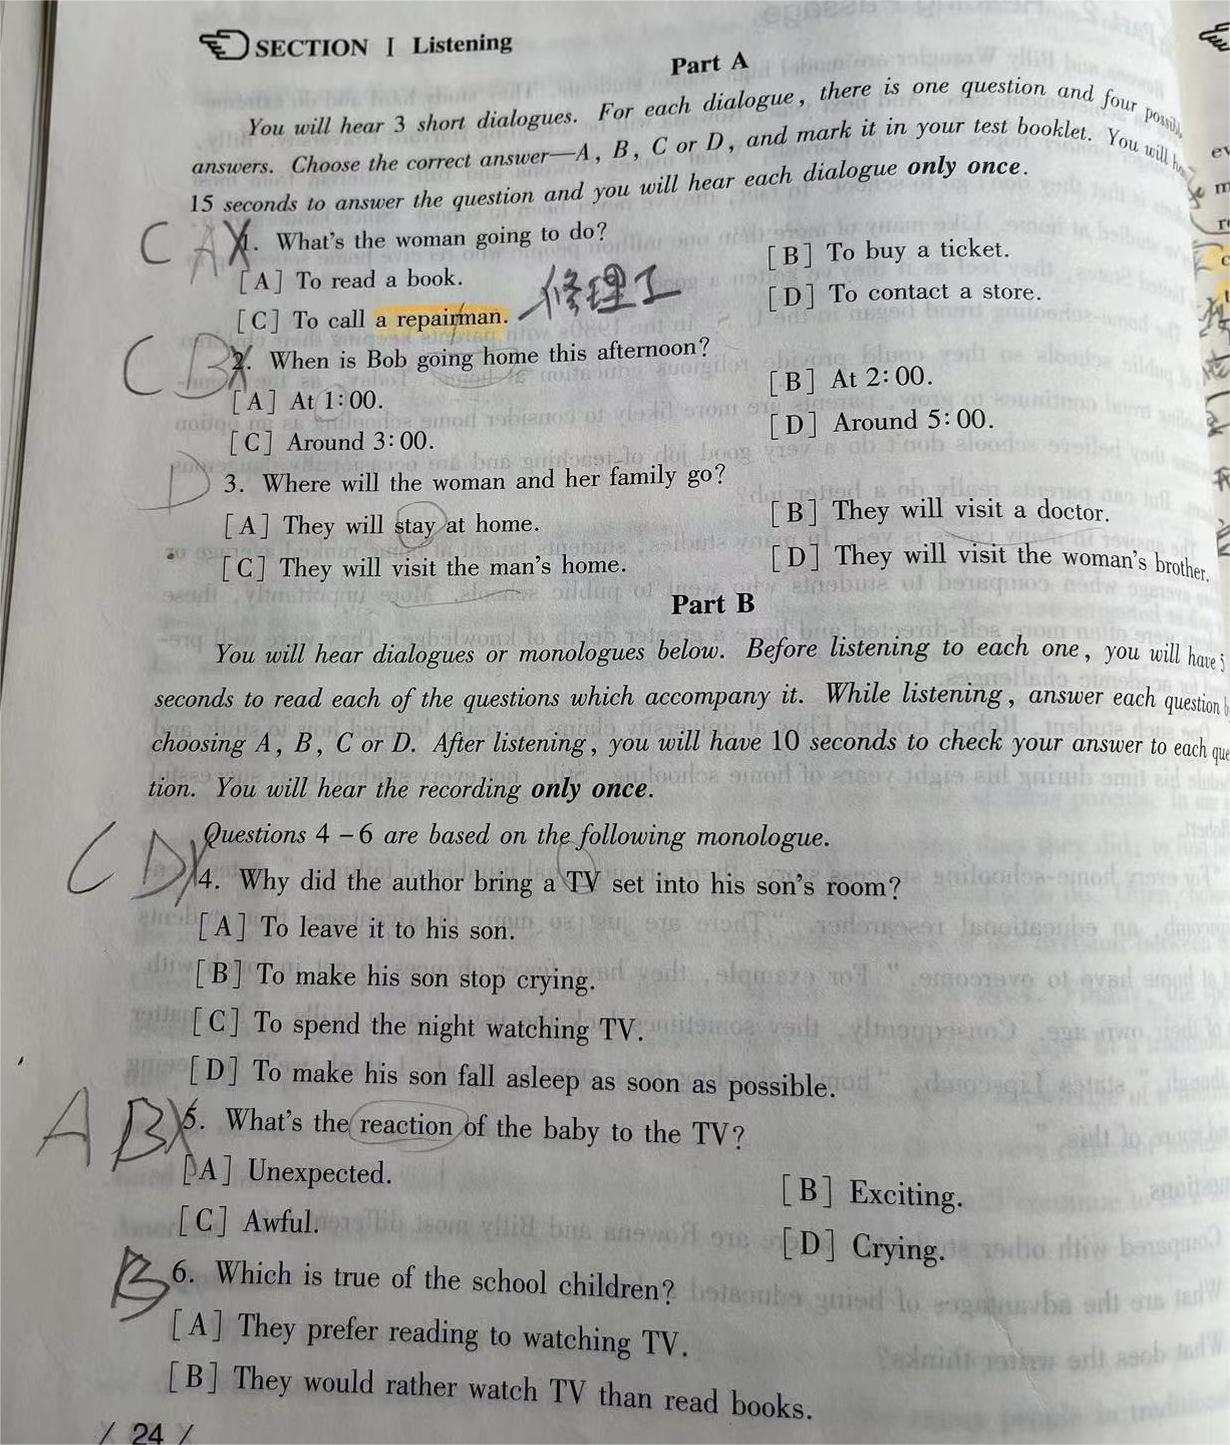 SECTION I Listening
Part A
You will hear 3 short dialogues. For each dialogue, there is one question and four
answers. Choose the correct answer—A, B, C or D, and mark it in your test booklet. You will
15 seconds to answer the question and you will hear each dialogue only once.
C A 1. What's the woman going to do?
[A] To read a book.
[B] To buy a ticket.
[C] To call a repairman. 修理工
[D] To contact a store.
C B 2. When is Bob going home this afternoon?
[A] At 1:00.
[B] At 2:00.
[C] Around 3:00.
[D] Around 5:00.
D 3. Where will the woman and her family go?
[A] They will stay at home.
[B] They will visit a doctor.
[C] They will visit the man's home.
[D] They will visit the woman's brother.
Part B
You will hear dialogues or monologues below. Before listening to each one, you will have 5
seconds to read each of the questions which accompany it. While listening, answer each question
choosing A, B, C or D. After listening, you will have 10 seconds to check your answer to each que
tion. You will hear the recording only once.
Questions 4-6 are based on the following monologue.
C D 4. Why did the author bring a TV set into his son's room?
[A] To leave it to his son.
[B] To make his son stop crying.
[C] To spend the night watching TV.
[D] To make his son fall asleep as soon as possible.
A B 5. What's the reaction of the baby to the TV?
[A] Unexpected.
[B] Exciting.
[C] Awful.
[D] Crying.
B 6. Which is true of the school children?
[A] They prefer reading to watching TV.
[B] They would rather watch TV than read books.
/ 24 /